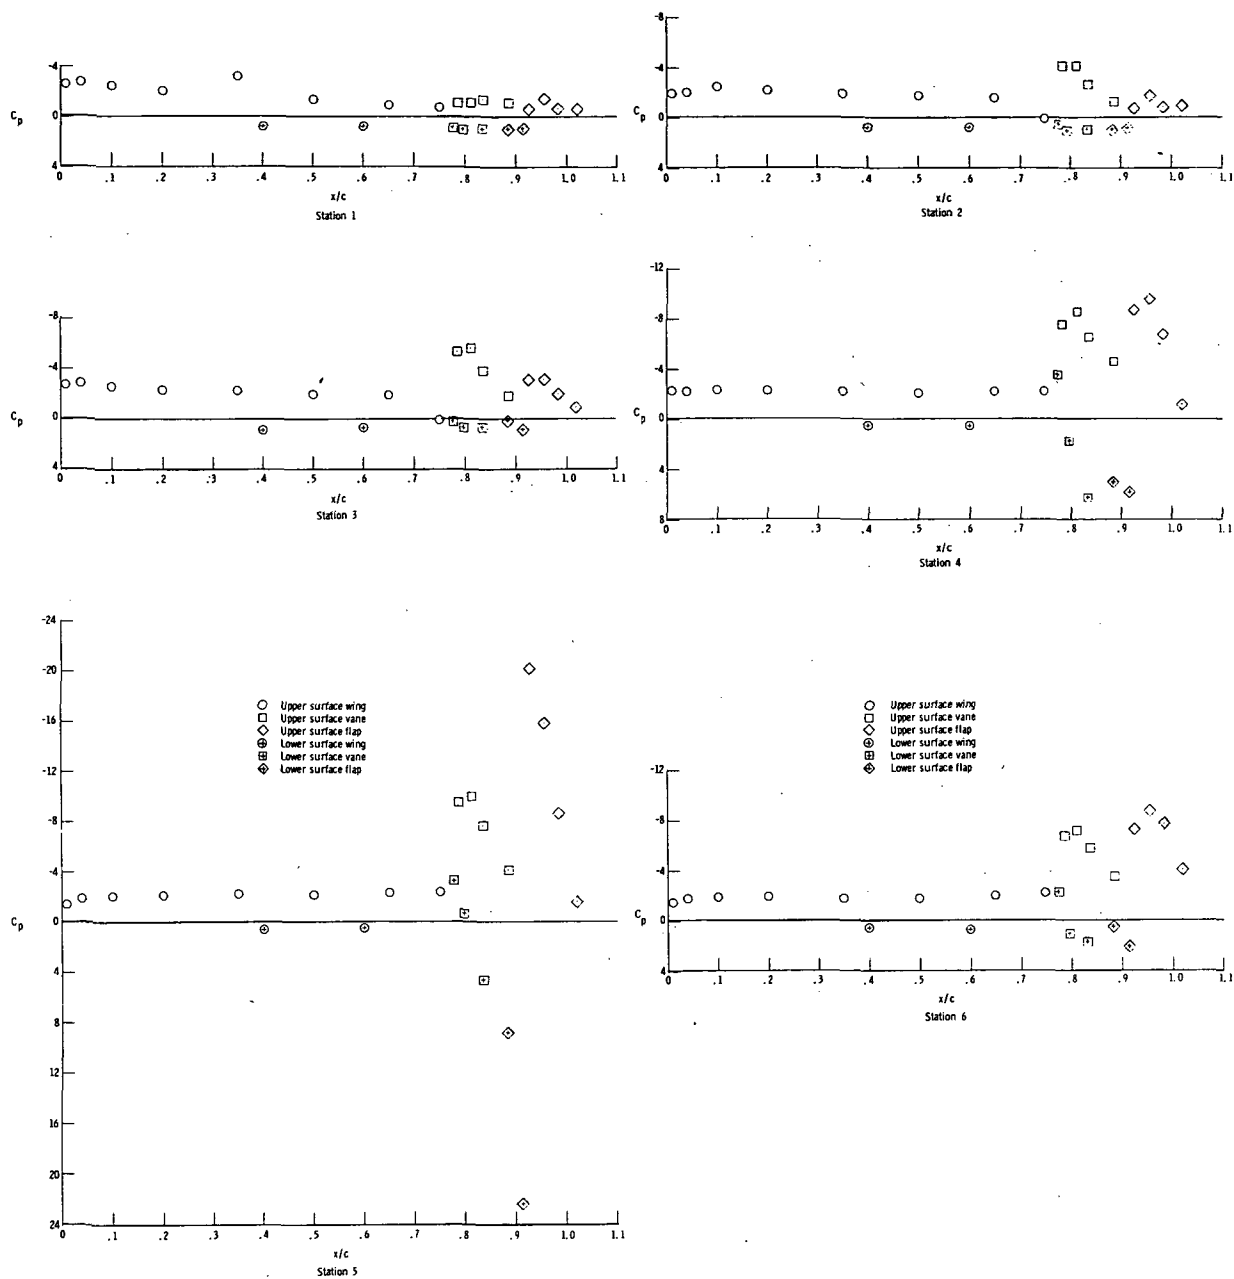 -4
C_p
0
4
0 .1 .2 .3 .4 .5 .6 .7 .8 .9 1.0 1.1
x/c
Station 1
-8
-4
C_p
0
4
0 .1 .2 .3 .4 .5 .6 .7 .8 .9 1.0 1.1
x/c
Station 2
-8
-4
C_p
0
4
0 .1 .2 .3 .4 .5 .6 .7 .8 .9 1.0 1.1
x/c
Station 3
-12
-8
-4
C_p
0
4
8
0 .1 .2 .3 .4 .5 .6 .7 .8 .9 1.0 1.1
x/c
Station 4
-24
-20
-16
-12
-8
-4
C_p
0
4
8
12
16
20
24
Upper surface wing
Upper surface vane
Upper surface flap
Lower surface wing
Lower surface vane
Lower surface flap
0 .1 .2 .3 .4 .5 .6 .7 .8 .9 1.0 1.1
x/c
Station 5
Upper surface wing
Upper surface vane
Upper surface flap
Lower surface wing
Lower surface vane
Lower surface flap
-12
-8
-4
C_p
0
4
0 .1 .2 .3 .4 .5 .6 .7 .8 .9 1.0 1.1
x/c
Station 6